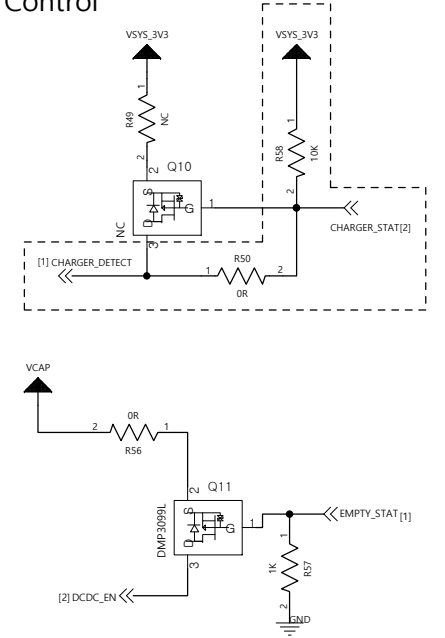 Control
VSYS_3V3
VSYS_3V3
1
R49
NC
2
1
R58
10K
2
2
Q10
S
G
D
1
3
NC
CHARGER_STAT[2]
[1] CHARGER_DETECT
1
R50
2
0R
VCAP
0R
2
1
R56
2
Q11
S
G
D
1
3
DMP3099L
EMPTY_STAT [1]
1
1K
R57
2
[2] DCDC_EN
GND